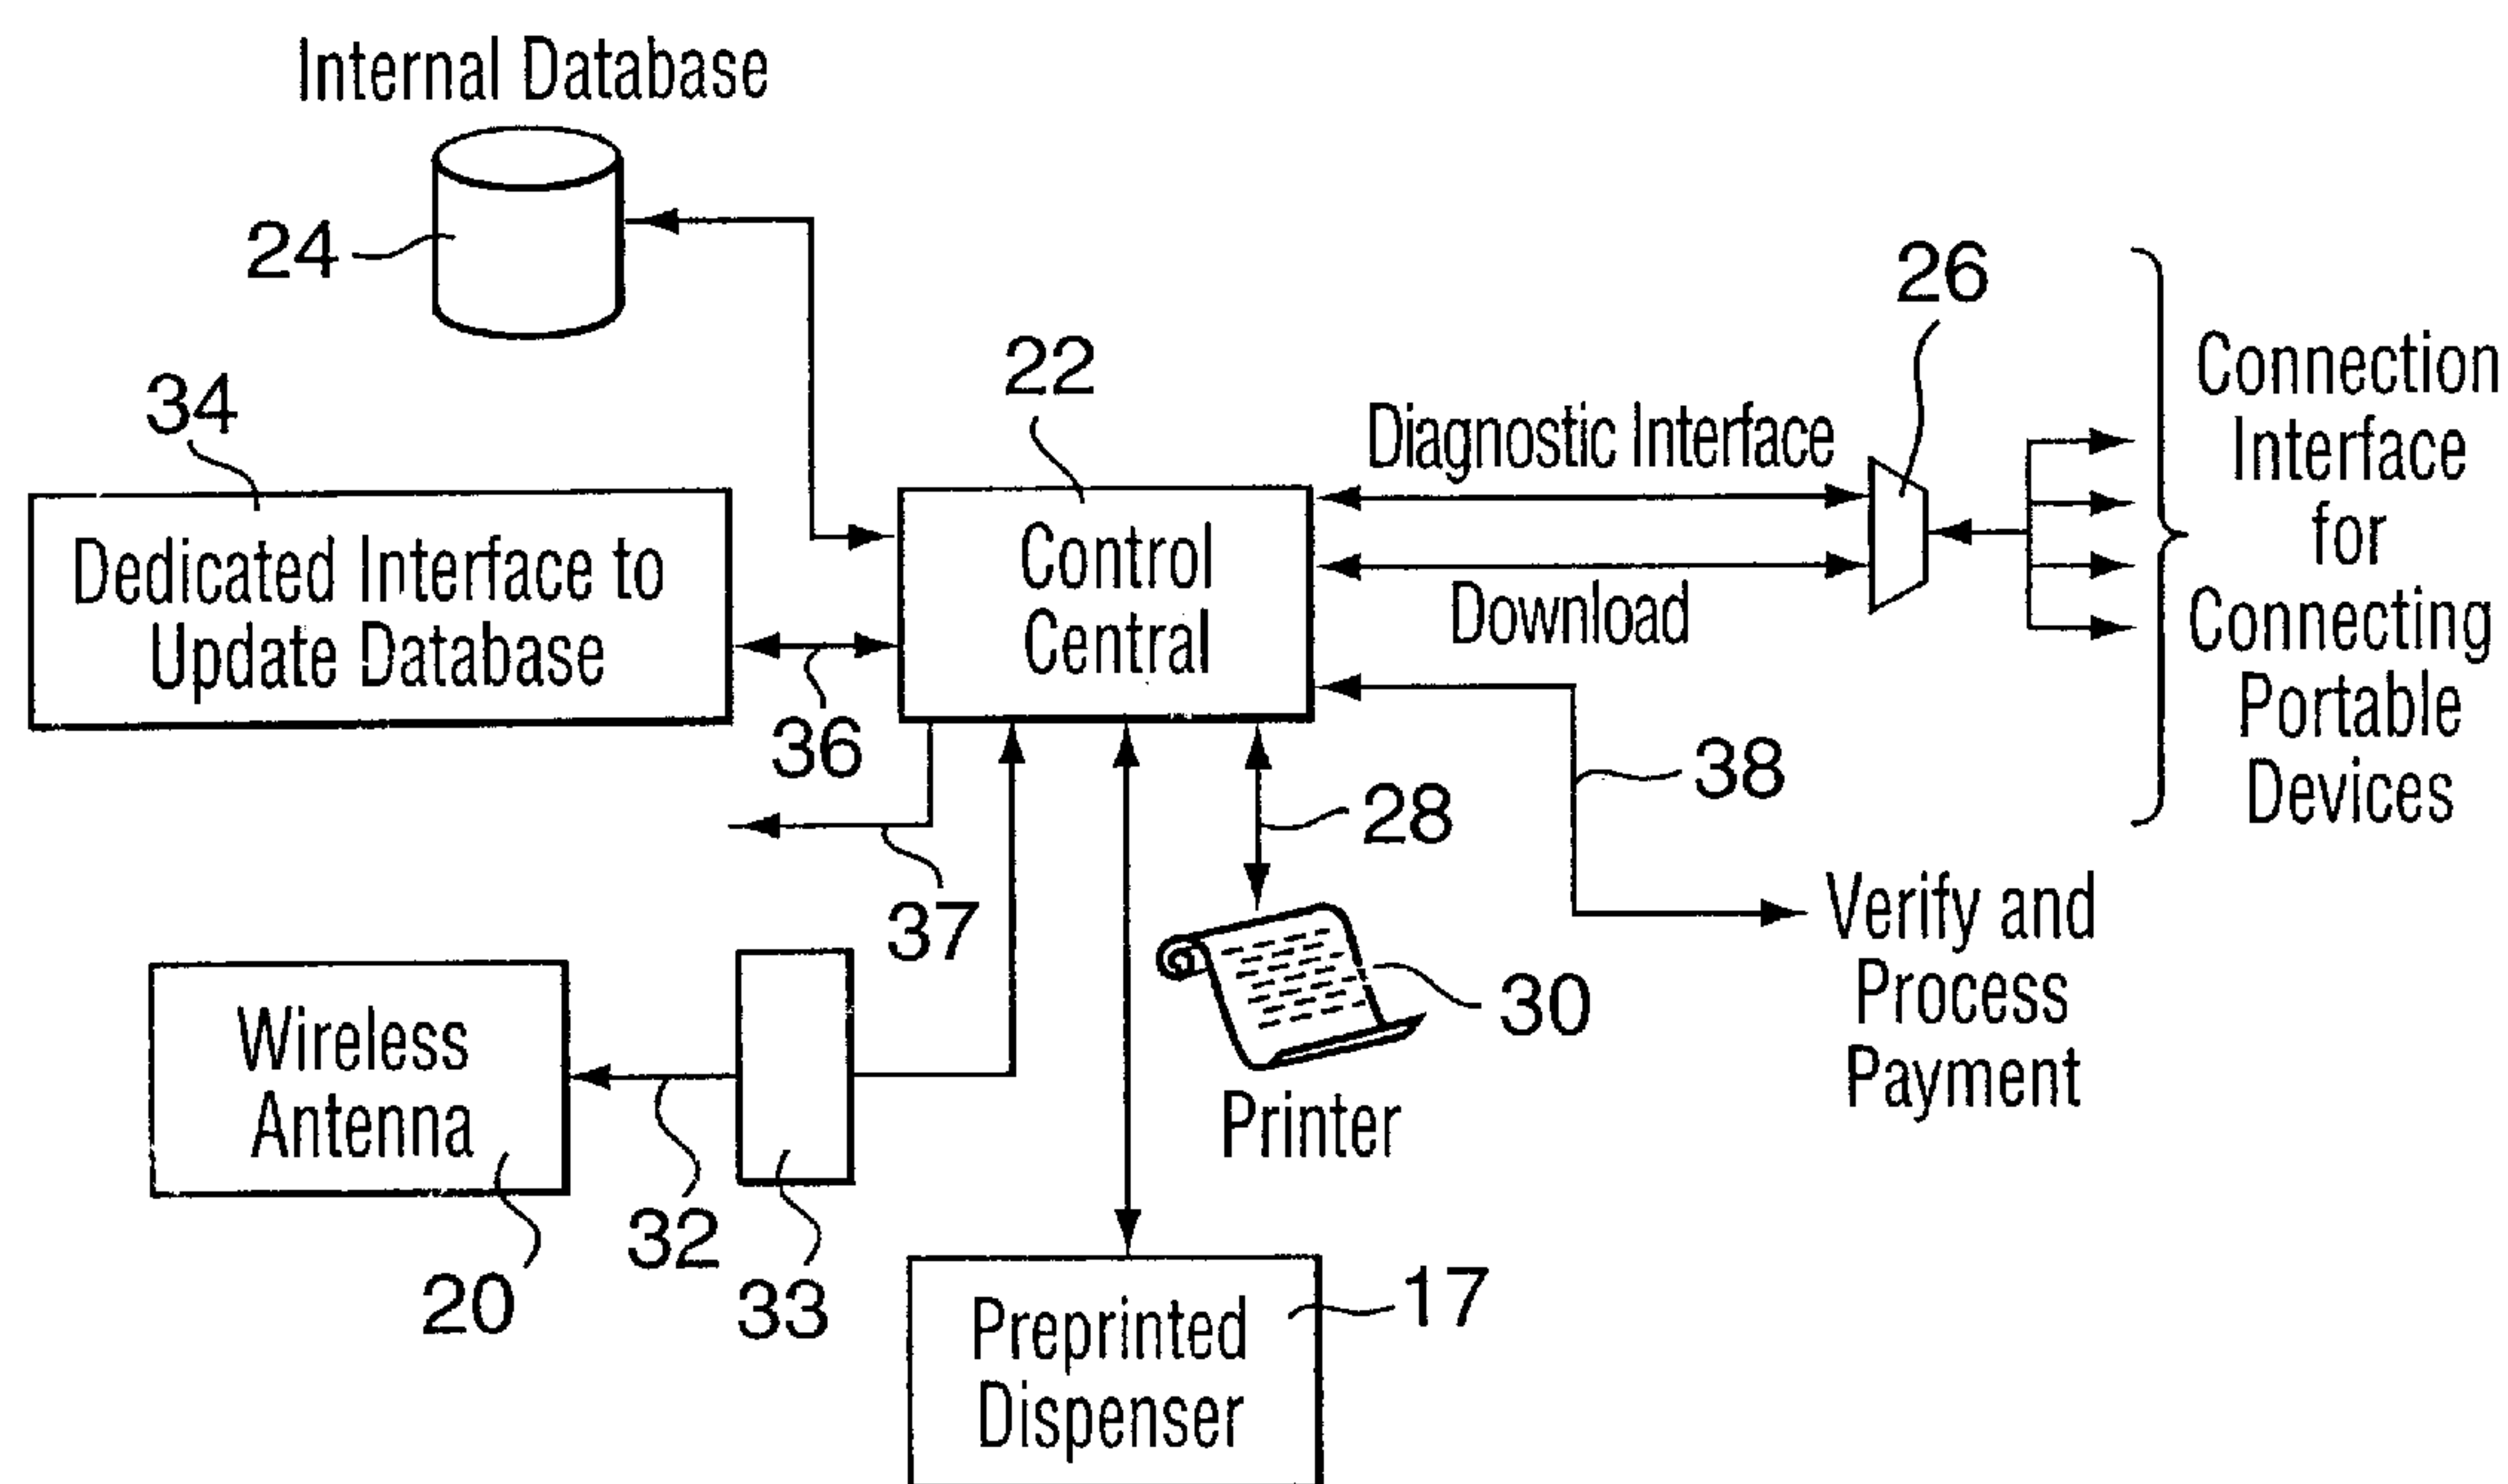 Internal Database
24
26
22
34
Diagnostic Interface
Download
Connection
Interface
for
Connecting
Portable
Devices
Dedicated Interface to
Update Database
Control
Central
36
38
28
37
Verify and
Process
Payment
30
Printer
Wireless
Antenna
32
20
33
17
Preprinted
Dispenser